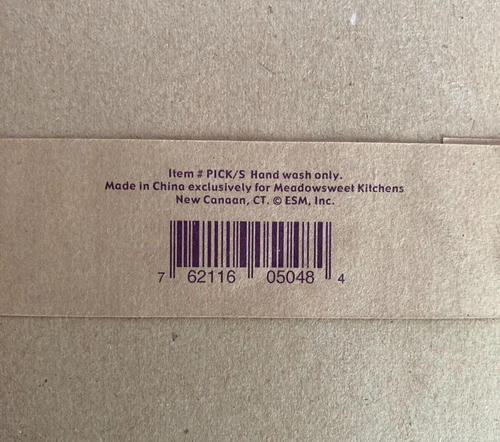 Item # PICK/S Hand wash only.
Made in China exclusively for Meadowsweet Kitchens
New Canaan, CT. © ESM, Inc.
7 62116 05048 4